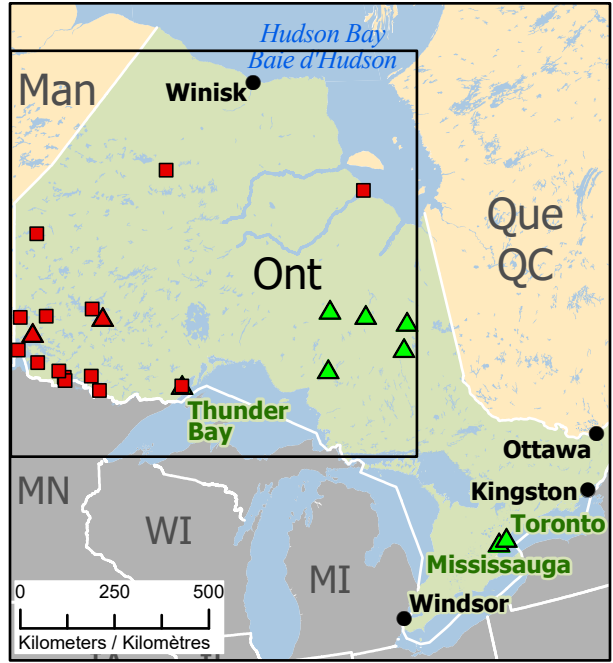 Hudson Bay
Baie d'Hudson
Man
Winisk
Que
QC
Ont
Thunder
Bay
Ottawa
Kingston
MN
Toronto
WI
Mississauga
MI
0 250 500
Windsor
Kilometers / Kilomètres